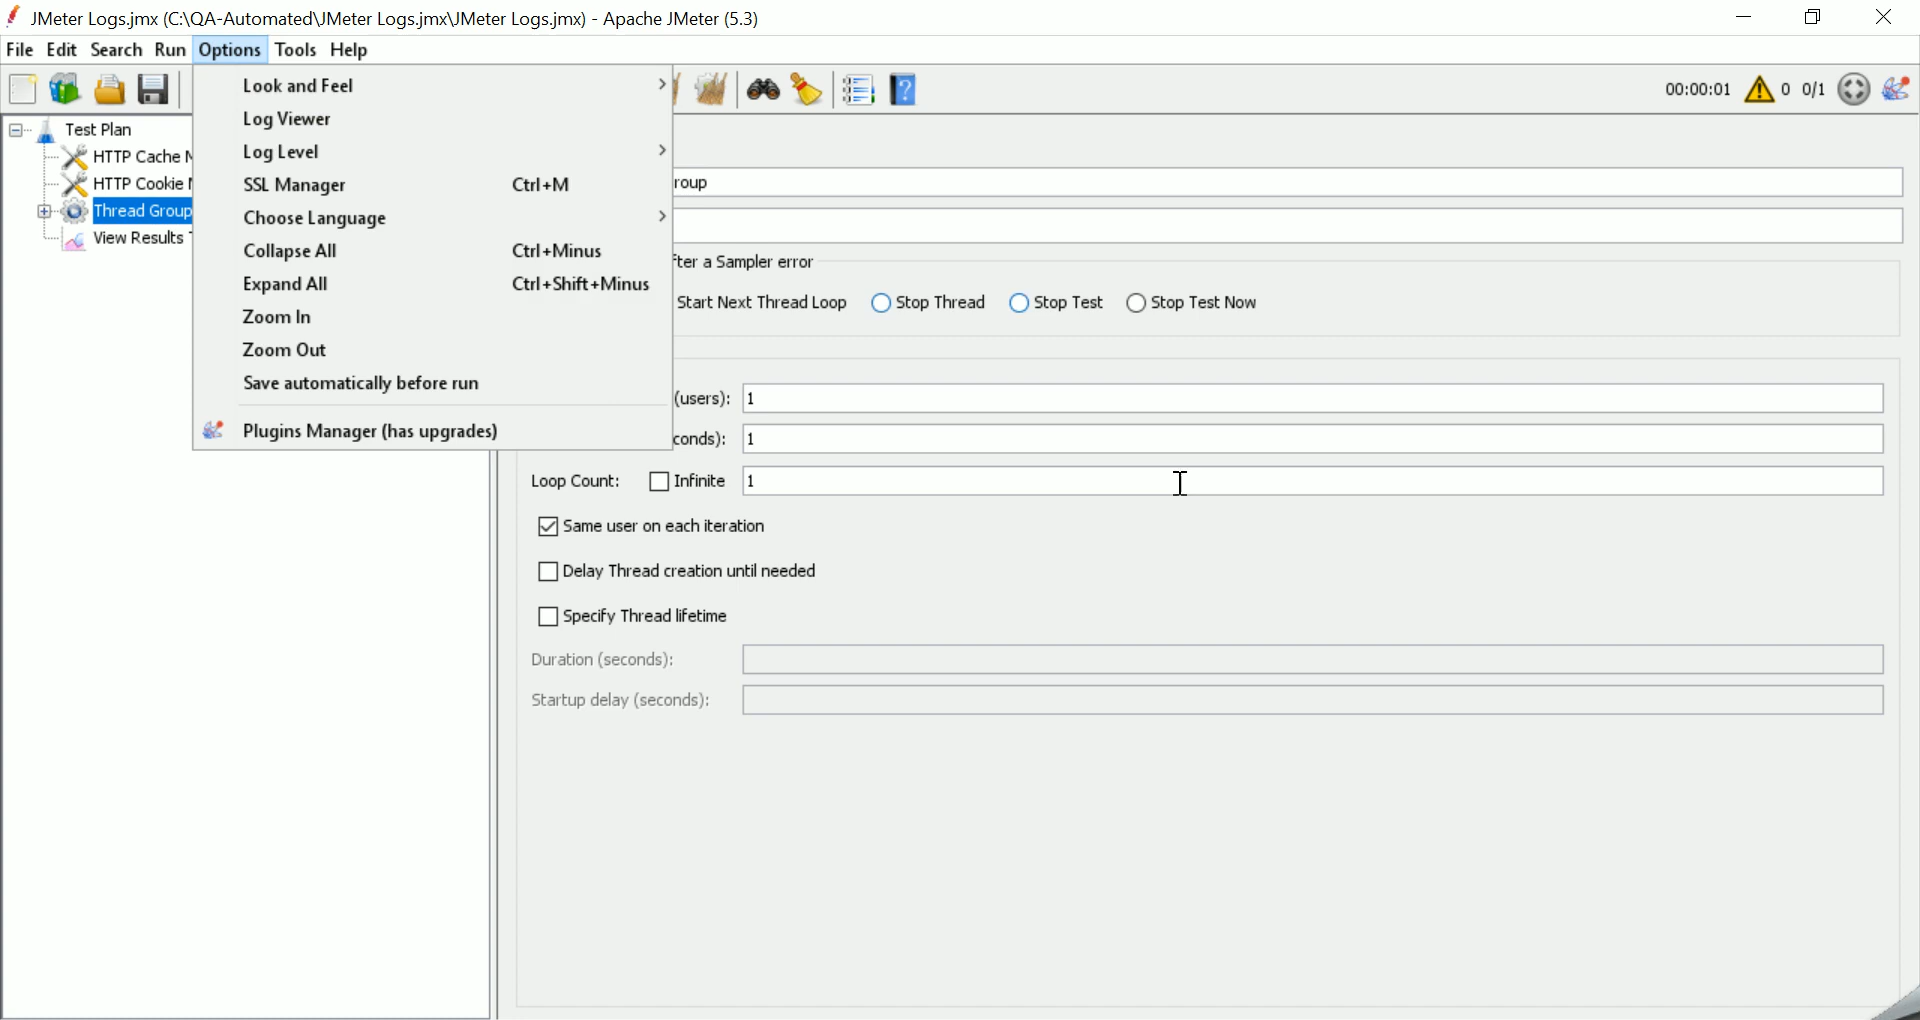 JMeter Logs.jmx (C:\QA-Automated\JMeter Logs.jmx\JMeter Logs.jmx) - Apache JMeter (5.3)
File Edit Search Run Options Tools Help
00:00:01 0 0/1
Look and Feel
Log Viewer
Log Level
SSL Manager Ctrl+M
Choose Language
Collapse All Ctrl+Minus
Expand All Ctrl+Shift+Minus
Zoom In
Zoom Out
Save automatically before run
Plugins Manager (has upgrades)
Test Plan
HTTP Cache
HTTP Cookie
Thread Group
View Results
roup
fter a Sampler error
Start Next Thread Loop Stop Thread Stop Test Stop Test Now
(users): 1
conds): 1
Loop Count: Infinite 1
Same user on each iteration
Delay Thread creation until needed
Specify Thread lifetime
Duration (seconds):
Startup delay (seconds):